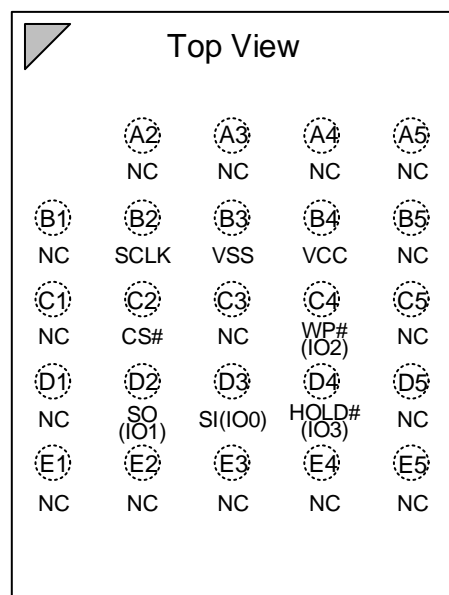 Top View
A2 A3 A4 A5
NC NC NC NC
B1 B2 B3 B4 B5
NC SCLK VSS VCC NC
C1 C2 C3 C4 C5
NC CS# NC WP# NC
(IO2)
D1 D2 D3 D4 D5
NC SO SI(IO0) HOLD# NC
(IO1) (IO3)
E1 E2 E3 E4 E5
NC NC NC NC NC